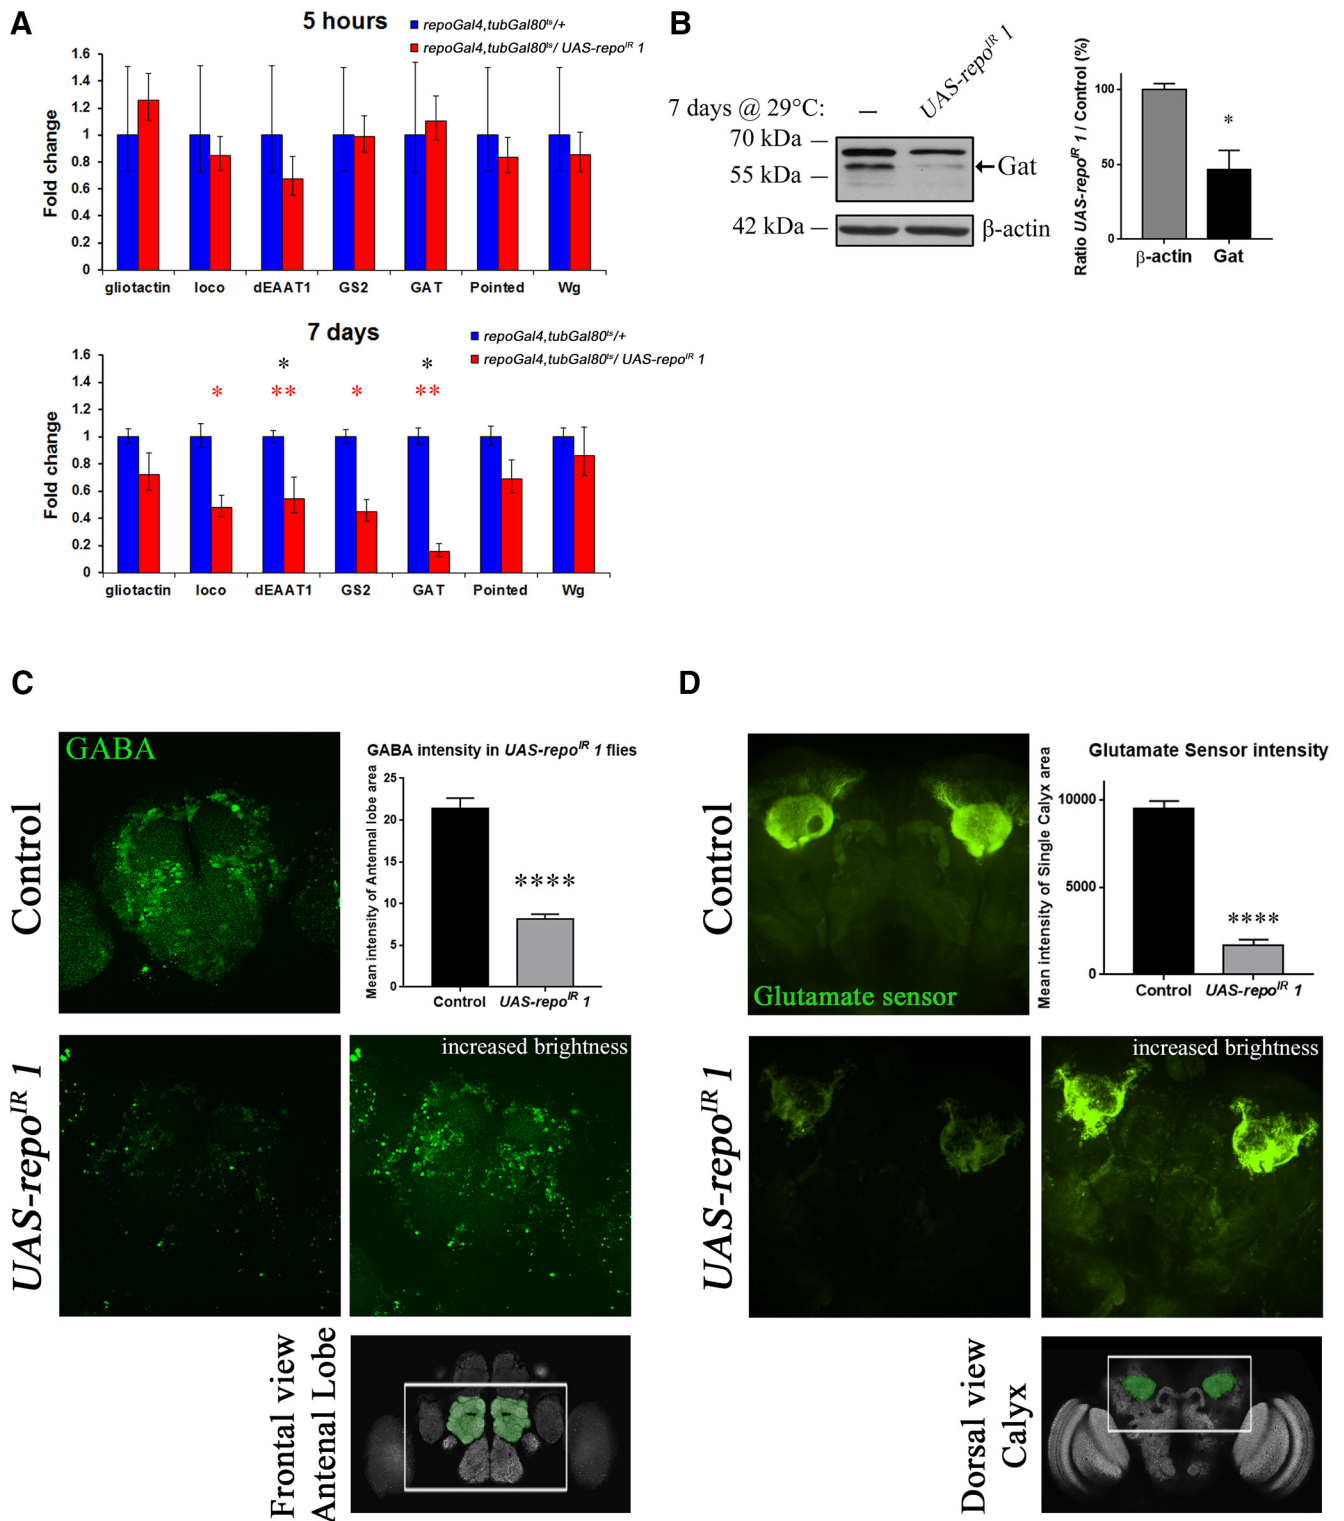 A
5 hours
repoGal4,tubGal80ts/+
repoGal4,tubGal80ts/ UAS-repoIR 1
Fold change
1.6
1.4
1.2
1
0.8
0.6
0.4
0.2
0
gliotactin loco dEAAT1 GS2 GAT Pointed Wg
7 days
repoGal4,tubGal80ts/+
repoGal4,tubGal80ts/ UAS-repoIR 1
Fold change
1.6
1.4
1.2
1
0.8
0.6
0.4
0.2
0
* *
* ** * **
gliotactin loco dEAAT1 GS2 GAT Pointed Wg
B
7 days @ 29°C: – UAS-repoIR 1
70 kDa
55 kDa
Gat
42 kDa
β-actin
Ratio UAS-repoIR 1 / Control (%)
100
50
0
*
β-actin Gat
C
Control
GABA
GABA intensity in UAS-repoIR 1 flies
Mean intensity of Antennal lobe area
25
20
15
10
5
0
****
Control UAS-repoIR 1
UAS-repoIR 1
increased brightness
Frontal view
Antenal Lobe
D
Control
Glutamate sensor
Glutamate Sensor intensity
Mean intensity of Single Calyx area
10000
5000
0
****
Control UAS-repoIR 1
UAS-repoIR 1
increased brightness
Dorsal view
Calyx